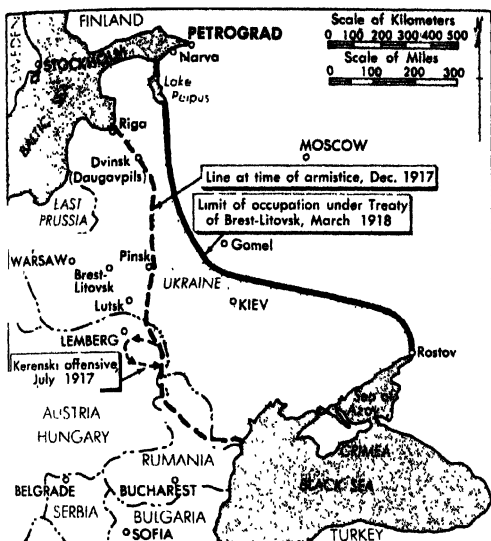 FINLAND
PETROGRAD
Narva
STOCKHOLM
Lake
Peipus
Scale of Kilometers
0 100 200 300 400 500
Scale of Miles
0 100 200 300
BALTIC
Riga
MOSCOW
Dvinsk
(Daugavpils)
Line at time of armistice, Dec. 1917
EAST
PRUSSIA
Limit of occupation under Treaty
of Brest-Litovsk, March 1918
Gomel
WARSAW
Pinsk
Brest-
Litovsk
UKRAINE
Lutsk
KIEV
LEMBERG
Rostov
Kerenski offensive,
July 1917
Sea of
Azov
AUSTRIA
HUNGARY
CRIMEA
RUMANIA
BLACK SEA
BELGRADE
BUCHAREST
SERBIA
BULGARIA
SOFIA
TURKEY